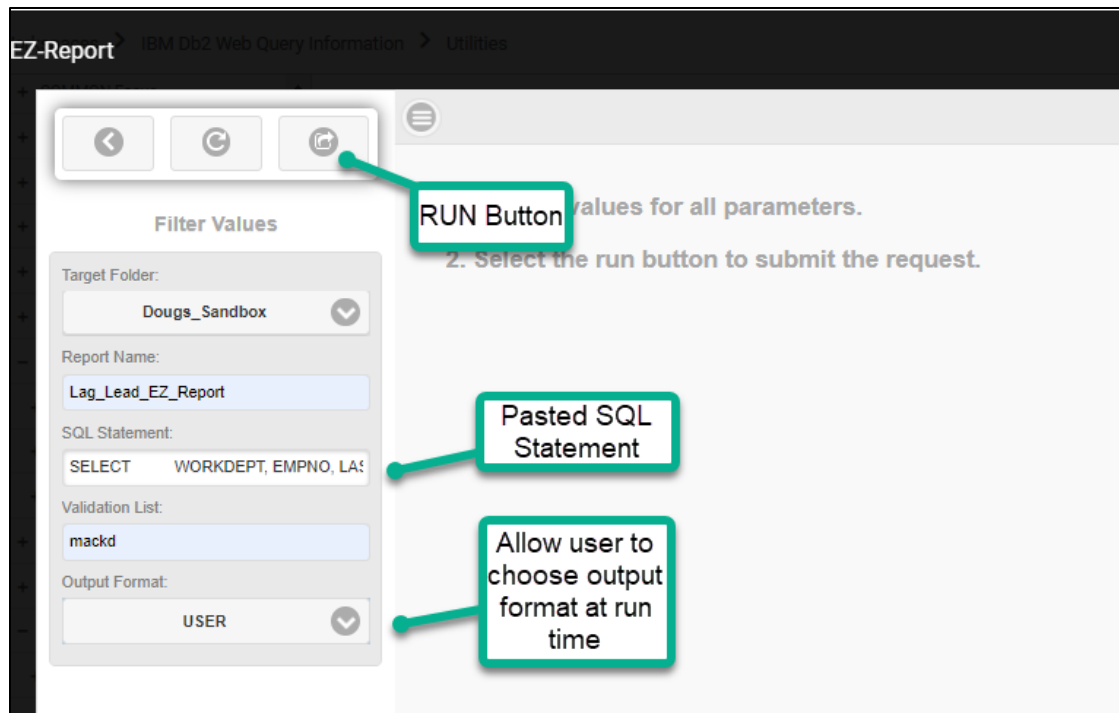 EZ-Report
IBM Db2 Web Query Information > Utilities
Filter Values
Target Folder:
Dougs_Sandbox
Report Name:
Lag_Lead_EZ_Report
SQL Statement:
SELECT WORKDEPT, EMPNO, LAS
Validation List:
mackd
Output Format:
USER
RUN Button
values for all parameters.
2. Select the run button to submit the request.
Pasted SQL
Statement
Allow user to
choose output
format at run
time